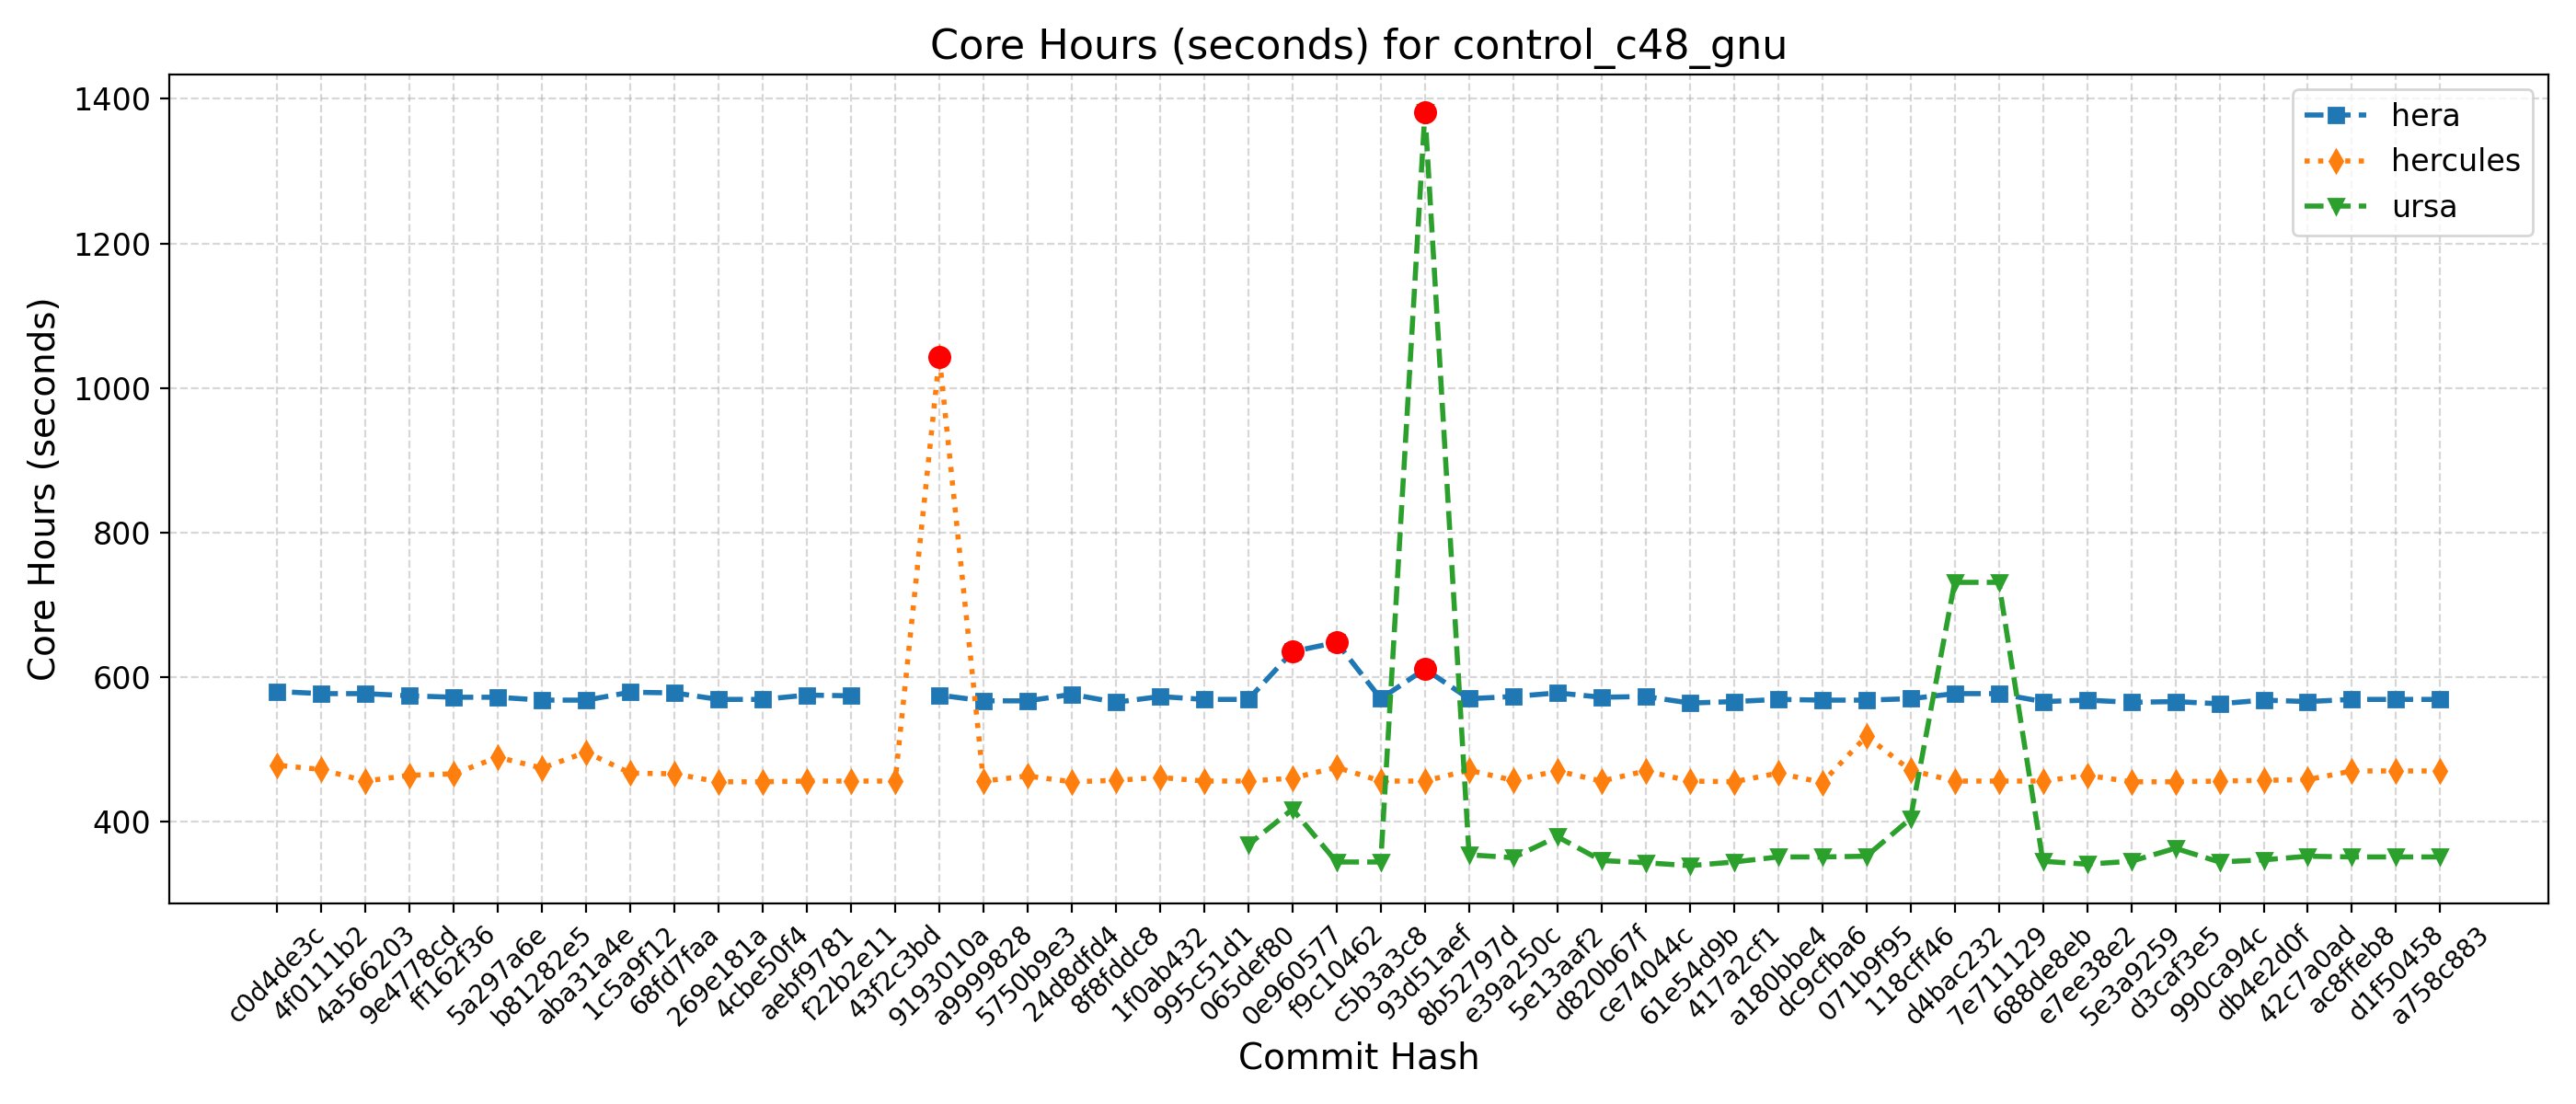 Core Hours (seconds) for control_c48_gnu
Core Hours (seconds)
1400
1200
1000
800
600
400
hera
hercules
ursa
c0d4de3c
4f0111b2
4a566203
9e4778cd
ff162f36
5a297a6e
b81282e5
aba31a4e
1c5a9f12
68fd7faa
269e181a
4cbe50f4
aebf9781
f22b2e11
43f2c3bd
9193010a
a9999828
5750b9e3
24d8dfd4
8f8fddc8
1f0ab432
995c51d1
065def80
0e960577
f9c10462
c5b3a3c8
93d51aef
8b52797d
e39a250c
5e13aaf2
d820b67f
ce74044c
61e54d9b
417a2cf1
a180bbe4
dc9cfba6
071b9f95
118cff46
d4bac232
7e711129
688de8eb
e7ee38e2
5e3a9259
d3caf3e5
990ca94c
db4e2d0f
42c7a0ad
ac8ffeb8
d1f50458
a758c883
Commit Hash